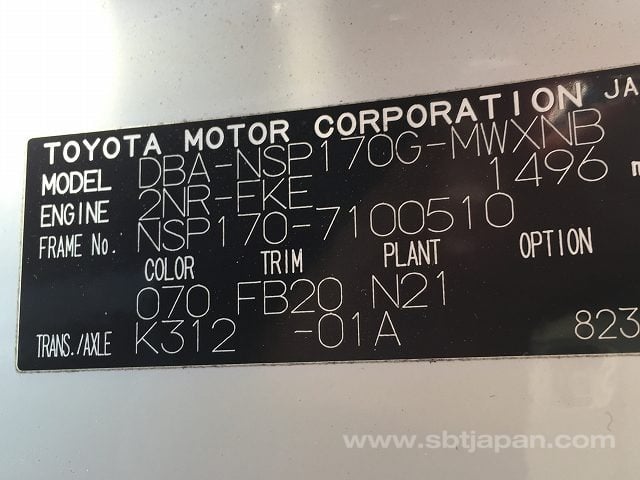 TOYOTA MOTOR CORPORATION JA
MODEL DBA-NSP170G-MWXNB
ENGINE 2NR-FKE 1496
FRAME No. NSP170-7100510
COLOR TRIM PLANT OPTION
070 FB20 N21
TRANS./AXLE K312 -01A 823
www.sbtjapan.com